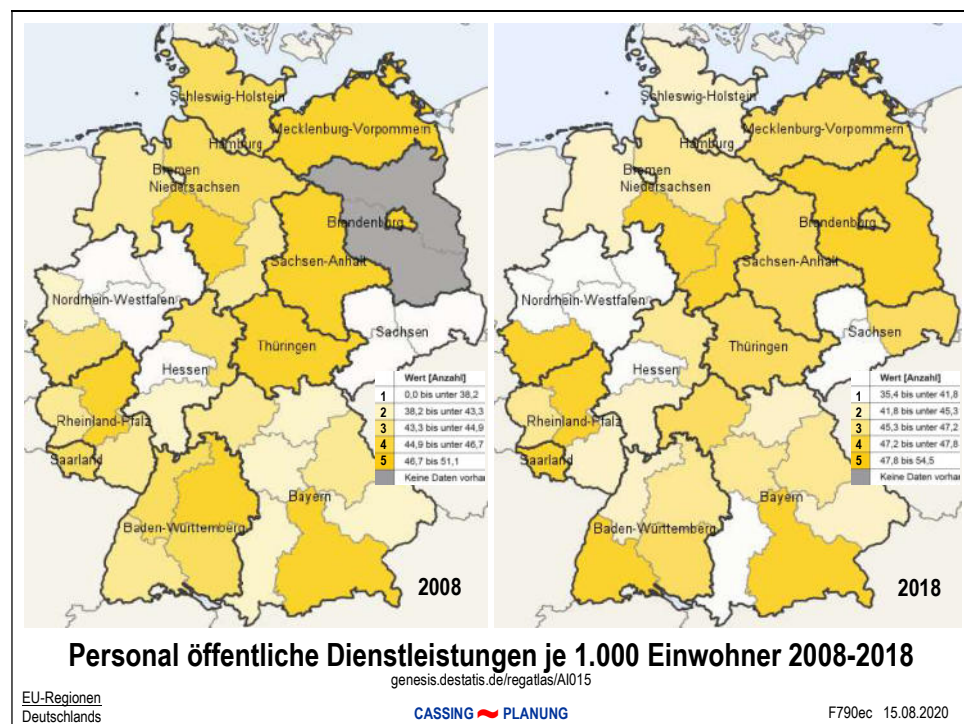 Schleswig-Holstein
Mecklenburg-Vorpommern
Hamburg
Bremen
Niedersachsen
Brandenburg
Sachsen-Anhalt
Nordrhein-Westfalen
Sachsen
Thüringen
Hessen
Rheinland-Pfalz
Saarland
Bayern
Baden-Württemberg
Wert [Anzahl]
1 0,0 bis unter 38,2
2 38,2 bis unter 43,3
3 43,3 bis unter 44,9
4 44,9 bis unter 46,7
5 46,7 bis 51,1
Keine Daten vorhar
2008
Schleswig-Holstein
Mecklenburg-Vorpommern
Hamburg
Bremen
Niedersachsen
Brandenburg
Sachsen-Anhalt
Nordrhein-Westfalen
Sachsen
Thüringen
Hessen
Rheinland-Pfalz
Saarland
Bayern
Baden-Württemberg
Wert [Anzahl]
1 35,4 bis unter 41,8
2 41,8 bis unter 45,3
3 45,3 bis unter 47,2
4 47,2 bis unter 47,8
5 47,8 bis 54,5
Keine Daten vorhar
2018
Personal öffentliche Dienstleistungen je 1.000 Einwohner 2008-2018
genesis.destatis.de/regatlas/AI015
EU-Regionen
Deutschlands
CASSING PLANUNG
F790ec 15.08.2020